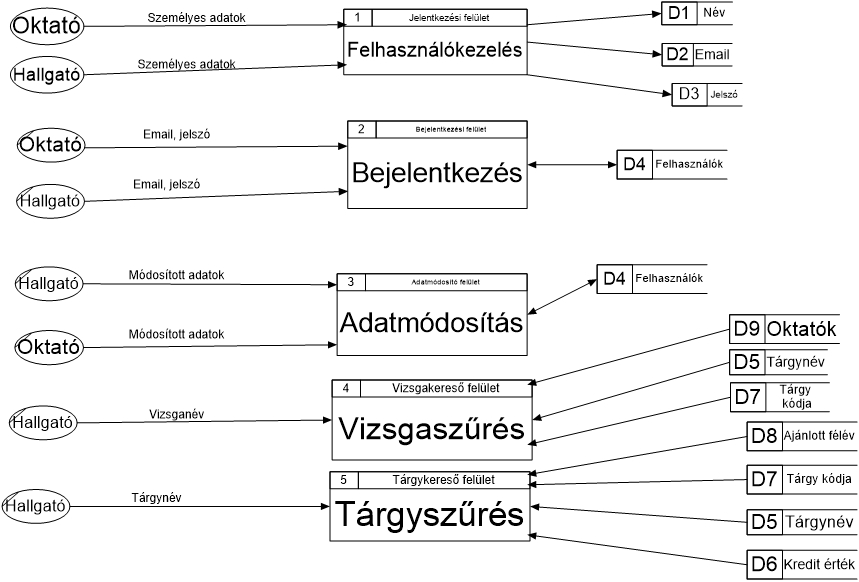 Oktató
Személyes adatok
1 Jelentkezési felület
Felhasználókezelés
D1 Név
D2 Email
Hallgató
Személyes adatok
D3 Jelszó
2 Bejelentkezési felület
Oktató
Email, jelszó
Bejelentkezés
D4 Felhasználók
Hallgató
Email, jelszó
Hallgató
Módosított adatok
3 Adatmódosító felület
Adatmódosítás
D4 Felhasználók
Oktató
Módosított adatok
D9 Oktatók
D5 Tárgynév
4 Vizsgakereső felület
D7 Tárgy
kódja
Hallgató
Vizsganév
Vizsgaszűrés
D8 Ajánlott félév
5 Tárgykereső felület
D7 Tárgy kódja
Hallgató
Tárgynév
Tárgyszűrés
D5 Tárgynév
D6 Kredit érték